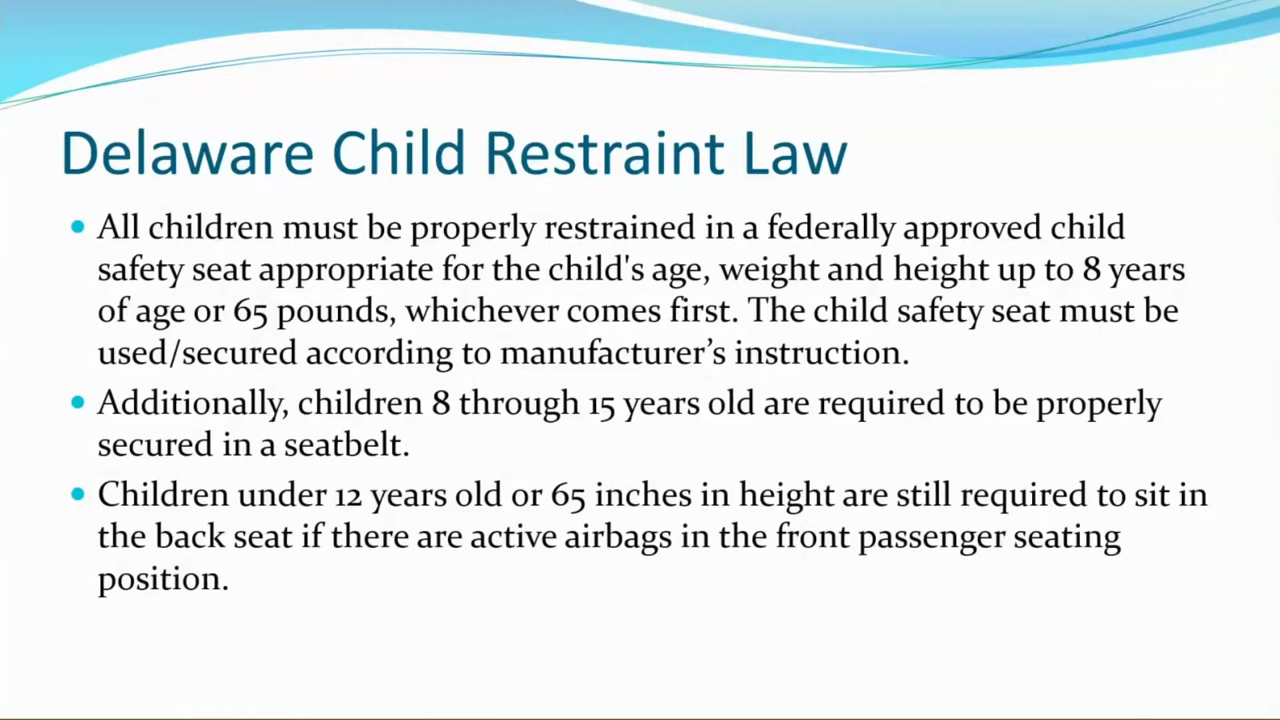 Delaware Child Restraint Law
• All children must be properly restrained in a federally approved child
safety seat appropriate for the child's age, weight and height up to 8 years
of age or 65 pounds, whichever comes first. The child safety seat must be
used/secured according to manufacturer’s instruction.
• Additionally, children 8 through 15 years old are required to be properly
secured in a seatbelt.
• Children under 12 years old or 65 inches in height are still required to sit in
the back seat if there are active airbags in the front passenger seating
position.